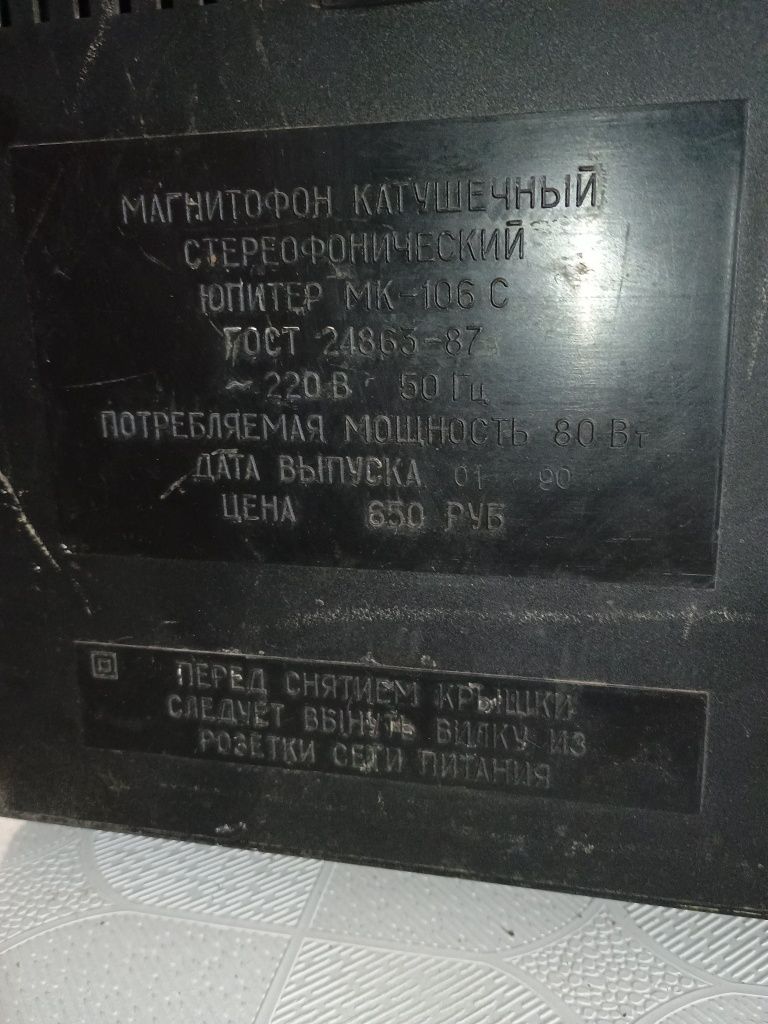 МАГНИТОФОН КАТУШЕЧНЫЙ
СТЕРЕОФОНИЧЕСКИЙ
ЮПИТЕР МК-106 С
ГОСТ 24863-87
~ 220 В 50 Гц
ПОТРЕБЛЯЕМАЯ МОЩНОСТЬ 80 Вт
ДАТА ВЫПУСКА 01 90
ЦЕНА 650 РУБ
ПЕРЕД СНЯТИЕМ КРЫШКИ
СЛЕДУЕТ ВЫНУТЬ ВИЛКУ ИЗ
РОЗЕТКИ СЕТИ ПИТАНИЯ